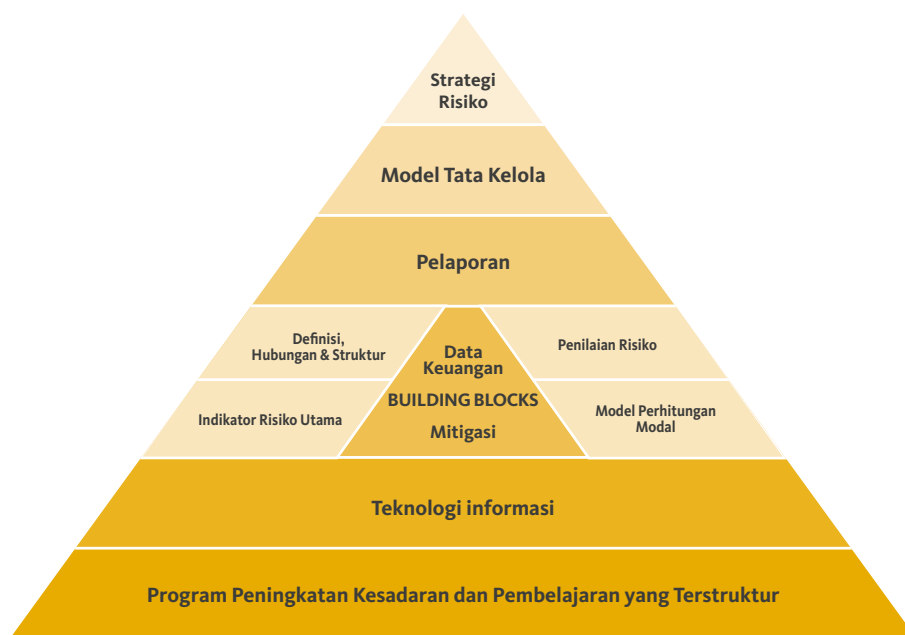 Strategi
Risiko
Model Tata Kelola
Pelaporan
Definisi,
Hubungan & Struktur
Data
Keuangan
Penilaian Risiko
BUILDING BLOCKS
Indikator Risiko Utama
Mitigasi
Model Perhitungan
Modal
Teknologi informasi
Program Peningkatan Kesadaran dan Pembelajaran yang Terstruktur